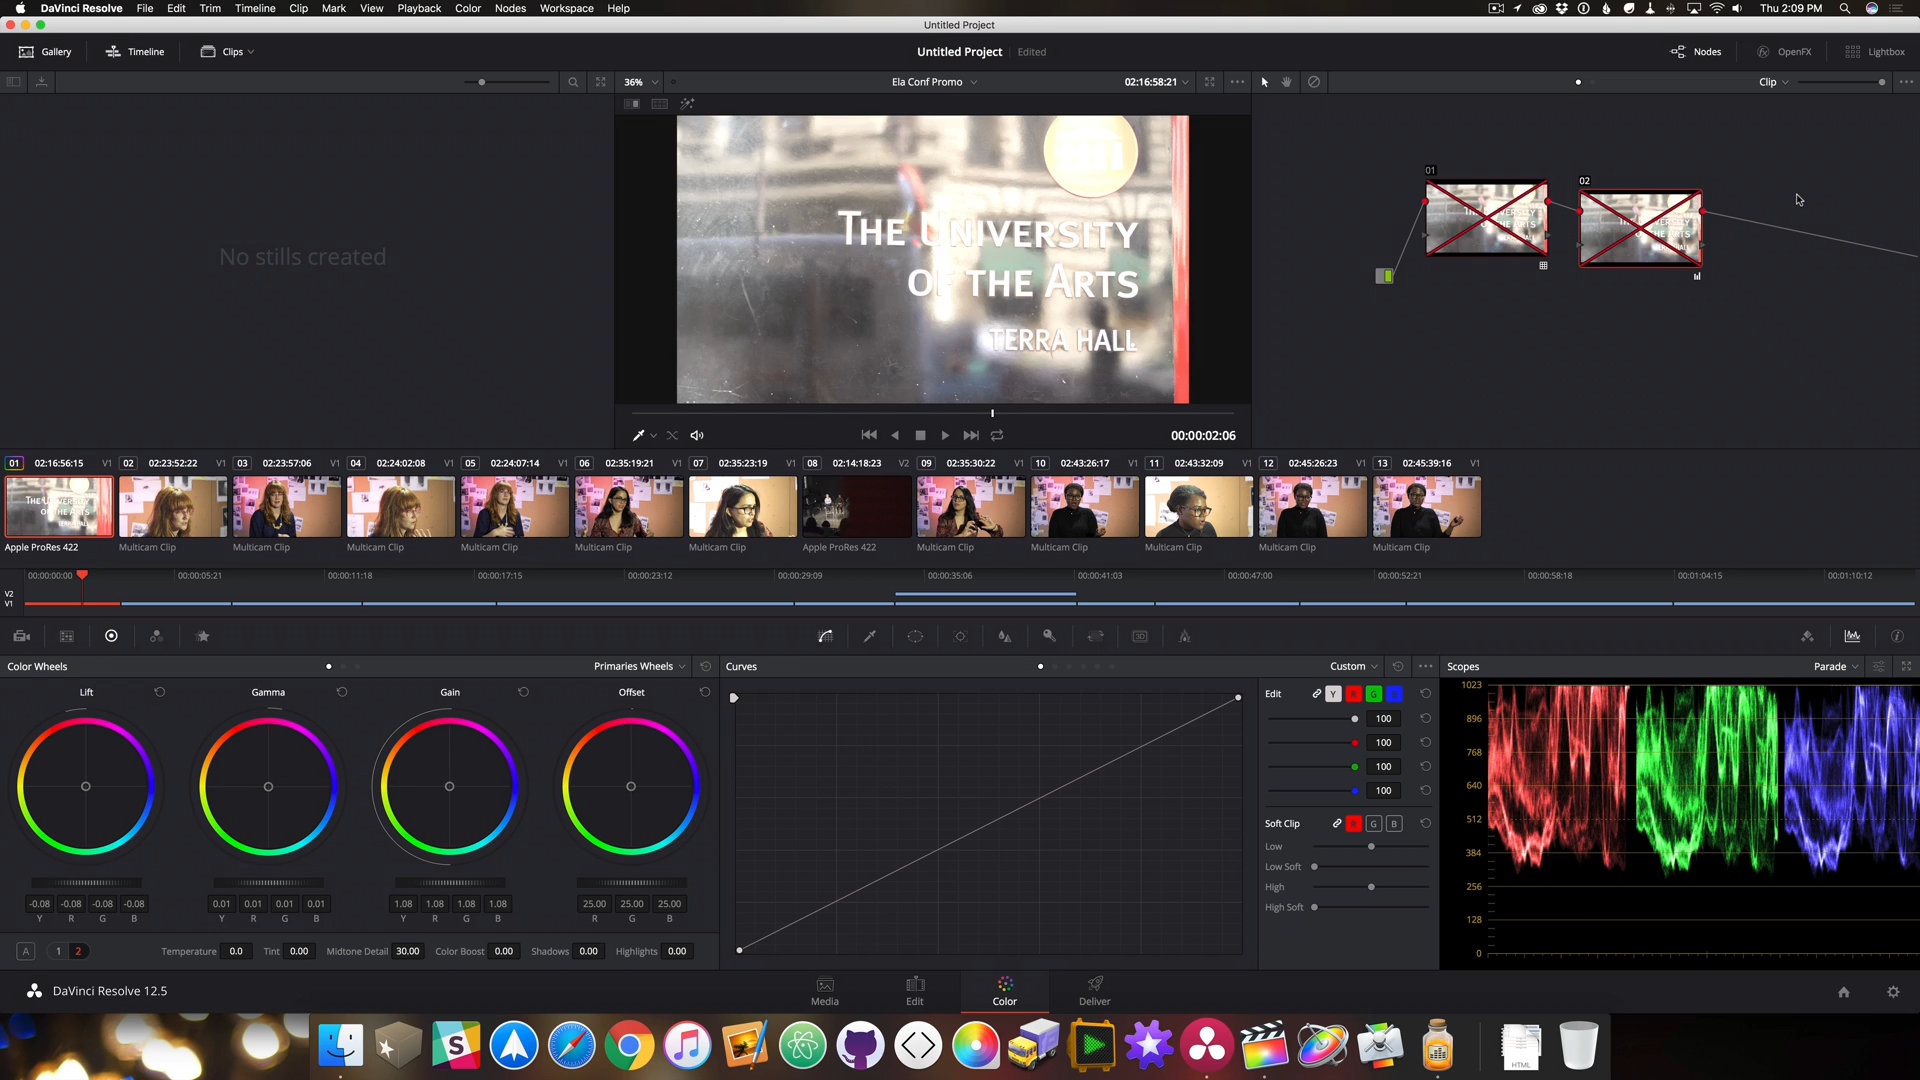 DaVinci Resolve File Edit Trim Timeline Clip Mark View Playback Color Nodes Workspace Help Thu 2:09 PM
Untitled Project
Gallery Timeline Clips Untitled Project Edited Nodes OpenFX Lightbox
36% Ela Conf Promo 02:16:58:21 Clip
No stills created
THE UNIVERSITY
OF THE ARTS
TERRA HALL
01 02
00:00:02:06
01 02:16:56:15 V1 02 02:23:52:22 V1 03 02:23:57:06 V1 04 02:24:02:08 V1 05 02:24:07:14 V1 06 02:35:19:21 V1 07 02:35:23:19 V1 08 02:14:18:23 V2 09 02:35:30:22 V1 10 02:43:26:17 V1 11 02:43:32:09 V1 12 02:45:26:23 V1 13 02:45:39:16 V1
Apple ProRes 422 Multicam Clip Multicam Clip Multicam Clip Multicam Clip Multicam Clip Multicam Clip Apple ProRes 422 Multicam Clip Multicam Clip Multicam Clip Multicam Clip Multicam Clip
00:00:00:00 00:00:05:21 00:00:11:18 00:00:17:15 00:00:23:12 00:00:29:09 00:00:35:06 00:00:41:03 00:00:47:00 00:00:52:21 00:00:58:18 00:01:04:15 00:01:10:12
V2
V1
Color Wheels Primaries Wheels Curves Custom Scopes Parade
Lift Gamma Gain Offset
Edit Y R G B
100
100
100
100
Soft Clip R G B
Low
Low Soft
High
High Soft
1023
896
768
640
512
384
256
128
0
-0.08 -0.08 -0.08 -0.08 0.01 0.01 0.01 0.01 1.08 1.08 1.08 1.08 25.00 25.00 25.00
Y R G B Y R G B Y R G B R G B
A 1 2 Temperature 0.0 Tint 0.00 Midtone Detail 30.00 Color Boost 0.00 Shadows 0.00 Highlights 0.00
DaVinci Resolve 12.5 Media Edit Color Deliver
HTML